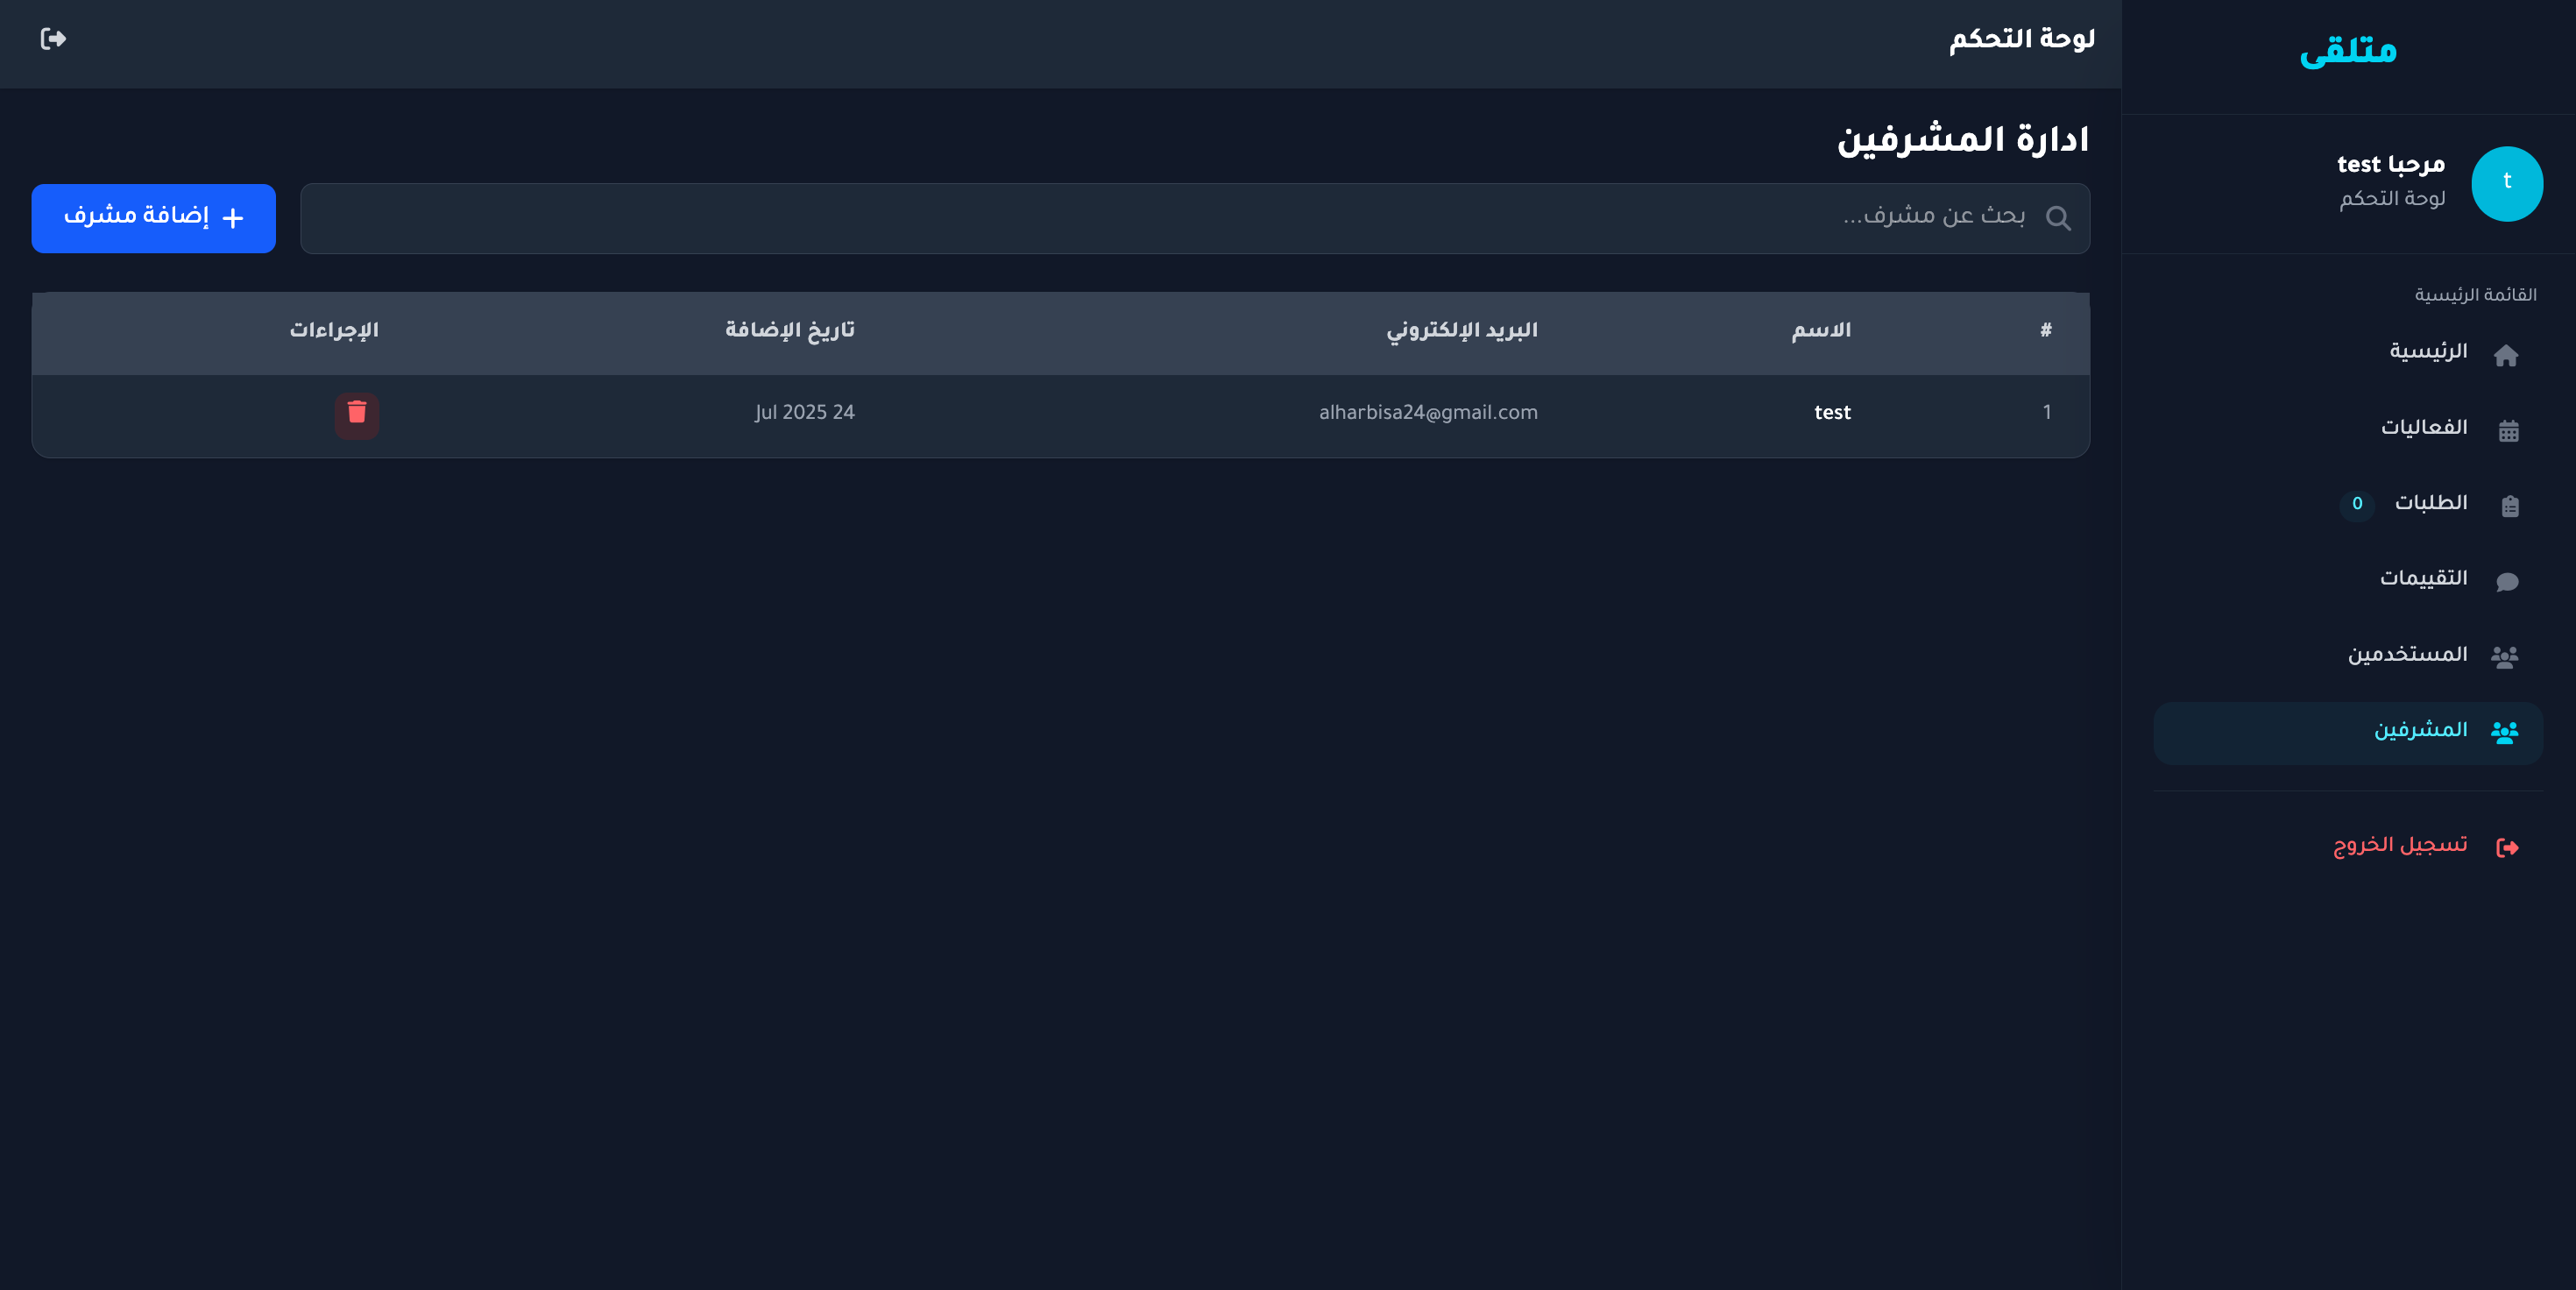 متلقى
مرحبا test
لوحة التحكم
t
القائمة الرئيسية
الرئيسية
الفعاليات
الطلبات 0
التقييمات
المستخدمين
المشرفين
تسجيل الخروج
لوحة التحكم
ادارة المشرفين
بحث عن مشرف...
إضافة مشرف
# الاسم البريد الإلكتروني تاريخ الإضافة الإجراءات
1 test alharbisa24@gmail.com 24 Jul 2025